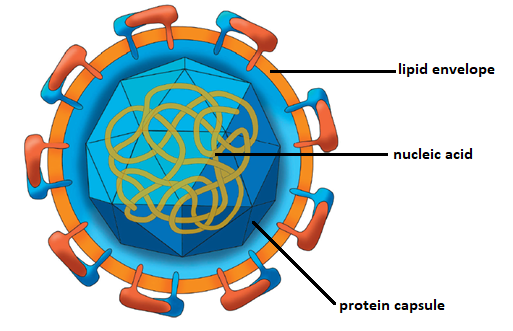 lipid envelope
nucleic acid
protein capsule